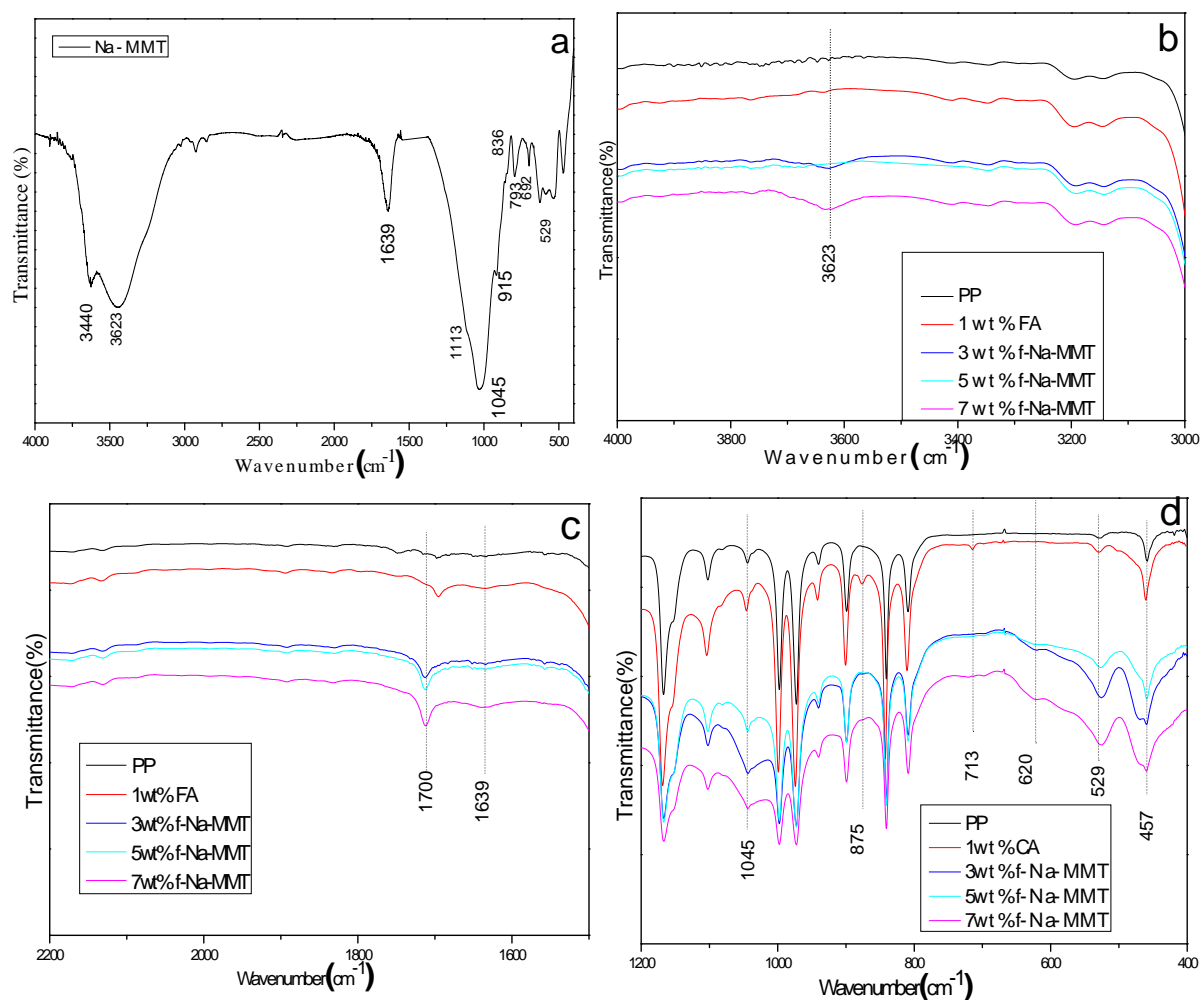 a
Na-MMT
Transmittance (%)
3440
3623
1639
1113
1045
915
836
793
692
529
4000 3500 3000 2500 2000 1500 1000 500
Wavenumber(cm-1)
b
Transmittance (%)
3623
PP
1 wt % FA
3 wt % f-Na-MMT
5 wt % f-Na-MMT
7 wt % f-Na-MMT
4000 3800 3600 3400 3200 3000
Wavenumber (cm-1)
c
Transmittance(%)
1700
1639
PP
1wt% FA
3wt% f-Na-MMT
5wt% f-Na-MMT
7wt% f-Na-MMT
2200 2000 1800 1600
Wavenumber(cm-1)
d
Transmittance(%)
1045
875
713
620
529
457
PP
1wt %CA
3wt %f- Na- MMT
5wt %f- Na- MMT
7wt %f- Na- MMT
1200 1000 800 600 400
Wavenumber(cm-1)